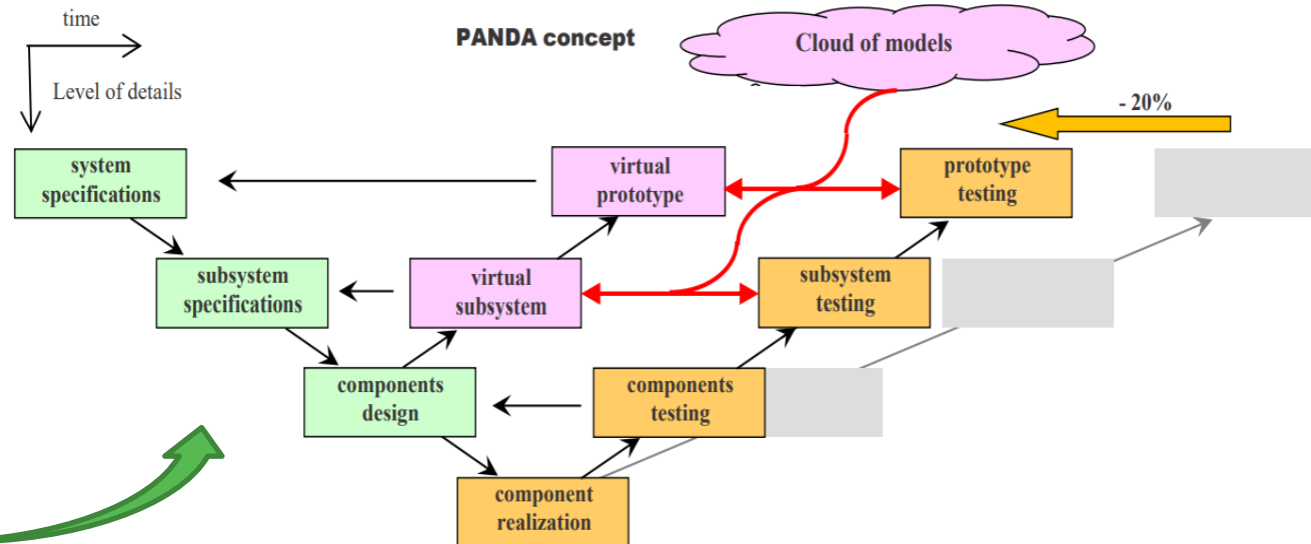 time
PANDA concept
Cloud of models
Level of details
- 20%
system
specifications
virtual
prototype
prototype
testing
subsystem
specifications
virtual
subsystem
subsystem
testing
components
design
components
testing
component
realization